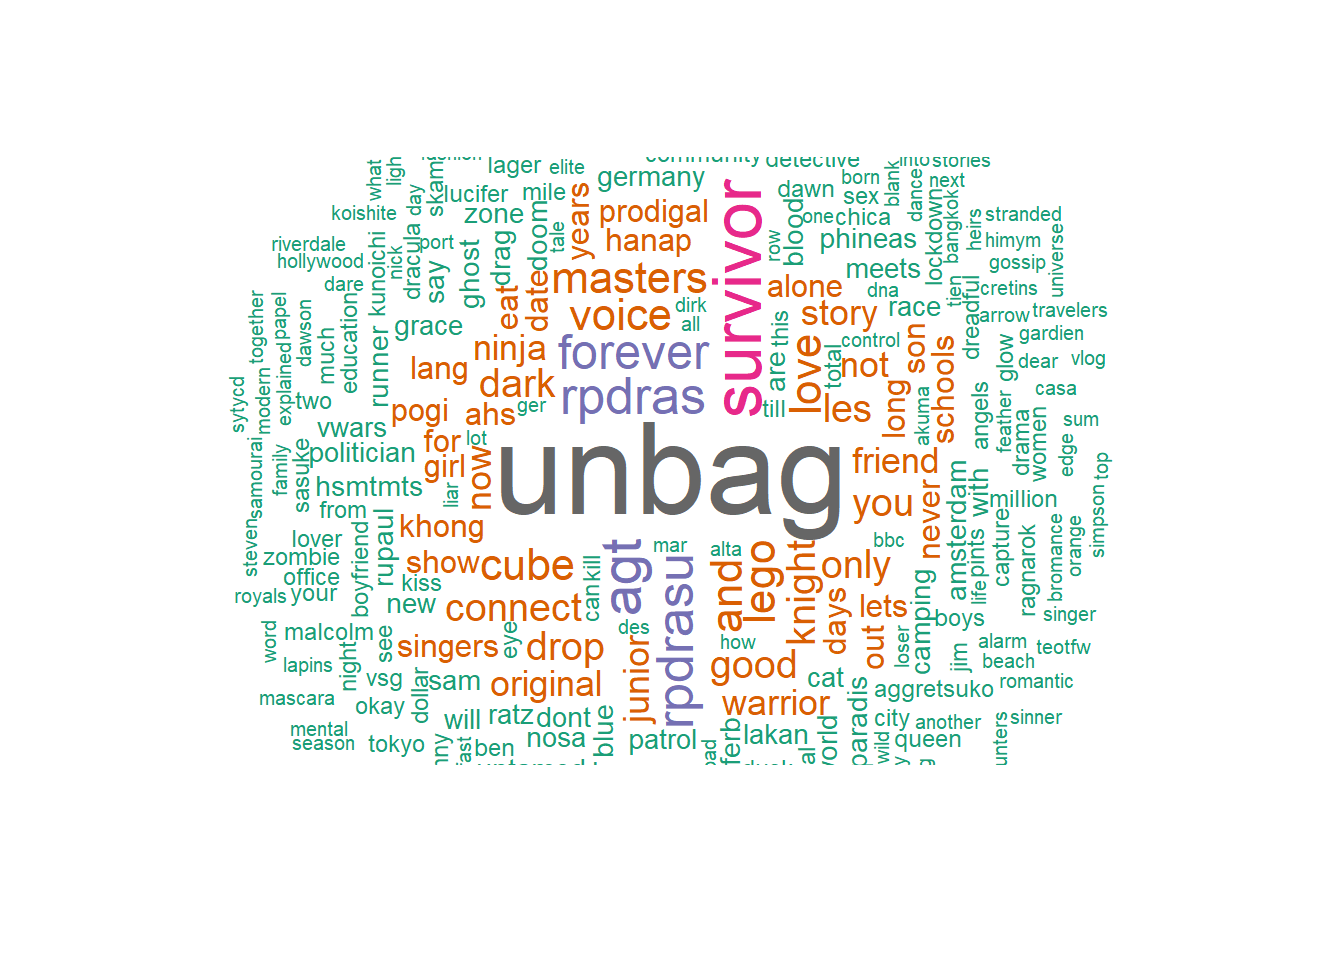 what
lager
elite
germany
detective
into
stories
skam
lucifer
mile
dawn
born
blank
next
koishite
day
zone
years
prodigal
survivor
sex
dance
stranded
doom
tale
hanap
one
chica
blood
row
phineas
lockdown
bangkok
heirs
himym
riverdale
hollywood
kunoichi
nick
dracula
port
say
ghost
drag
masters
alone
meets
gossip
universe
dare
eat
date
voice
dirk
all
dna
story
race
tien
cretins
together
papel
dawson
much
education
runner
grace
ninja
forever
this
are
total
love
control
not
son
dreadful
arrow
travelers
gardien
sytycd
modern
explained
two
lang
dark
rpdras
till
les
long
schools
glow
dear
vlog
pogi
ahs
ger
akuma
angels
feather
casa
samourai
family
sasuke
vwars
politician
for
lot
girl
now
unbag
friend
drama
women
edge
sum
top
hsmtmts
liar
from
you
never
amsterdam
with
million
simpson
steven
lover
zombie
khong
rupaul
boyfriend
agt
mar
alta
bbc
capture
ragnarok
bromance
orange
office
show
cube
kiss
can
kill
rpdrasu
and
lego
knight
only
camping
pints
life
royals
your
new
connect
days
lets
boys
singer
word
malcolm
see
des
how
out
loser
jim
alarm
teotfw
lapins
night
singers
eye
drop
junior
good
beach
vsg
sam
original
cat
aggretsuko
romantic
mascara
okay
dollar
will
ratz
dont
blue
warrior
paradis
city
another
sinner
mental
season
tokyo
ben
nosa
patrol
ferb
lakan
wild
queen